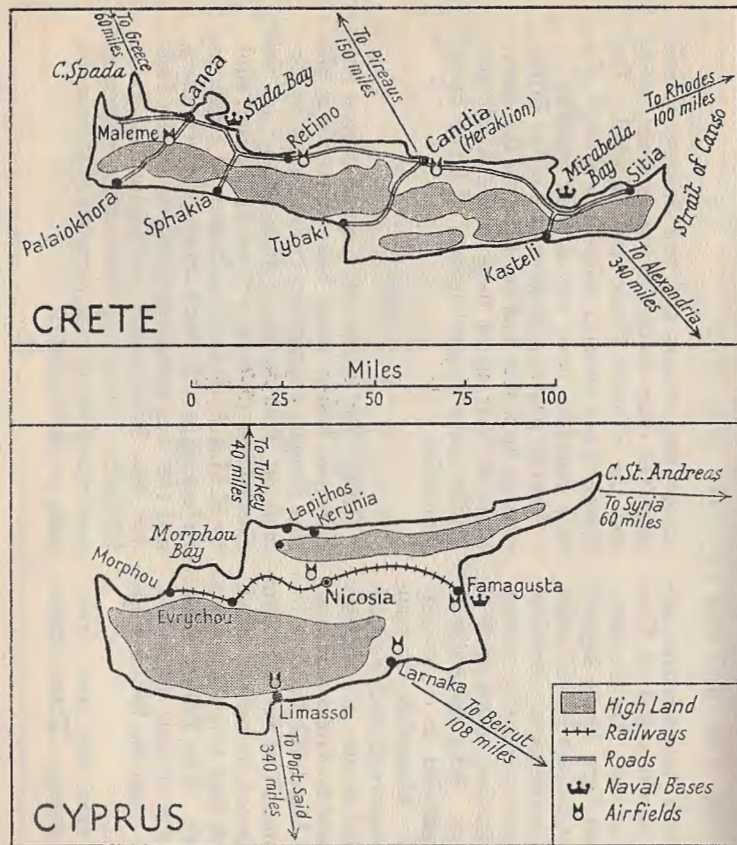 To Greece
60 miles
C. Spada
Canea
Suda Bay
To Pireaus
150 miles
To Rhodes
100 miles
Maleme
Retimo
Candia
(Heraklion)
Mirabella
Bay
Sitia
Strait of Canso
Palaiokhora
Sphakia
Tybaki
Kasteli
To Alexandria
340 miles
CRETE
Miles
0 25 50 75 100
To Turkey
40 miles
C. St. Andreas
To Syria
60 miles
Lapithos
Kerynia
Morphou
Bay
Morphou
Evrychou
Nicosia
Famagusta
Larnaka
Limassol
To Beirut
108 miles
To Port Said
340 miles
CYPRUS
High Land
Railways
Roads
Naval Bases
Airfields